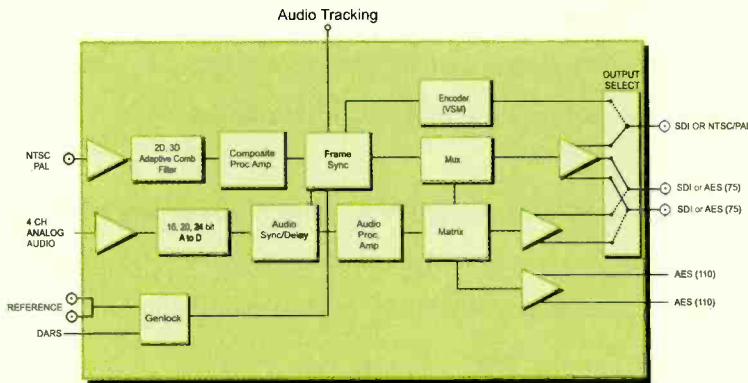 Audio Tracking
OUTPUT
SELECT
Encoder
(VSM)
SDI OR NTSC/PAL
NTSC
PAL
2D, 3D
Adaptive Comb
Filter
Composite
Proc Amp
Frame
Sync
Mux
SDI or AES (75)
SDI or AES (75)
4 CH
ANALOG
AUDIO
16, 20, 24 bit
A to D
Audio
Sync/Delay
Audio
Proc
Amp
Matrix
AES (110)
AES (110)
REFERENCE
Genlock
DARS